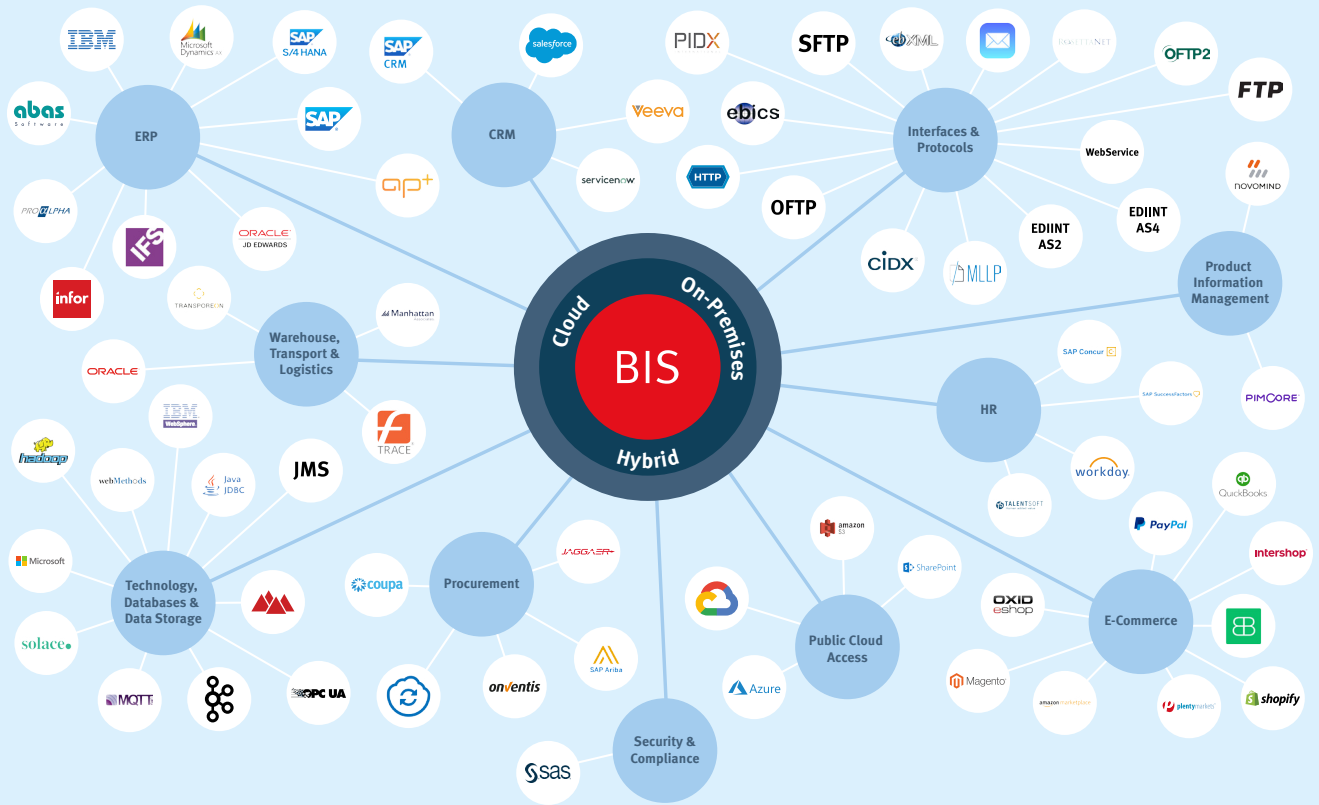 IBM
Microsoft
Dynamics AX
SAP
S/4 HANA
SAP
CRM
salesforce
PIDX
SFTP
ebXML
ROSETTANET
OFTP2
FTP
abas
Software
ERP
SAP
CRM
veeva
ebics
Interfaces &
Protocols
WebService
ap+
servicenow
HTTP
OFTP
NOVOMIND
PROALPHA
IFS
ORACLE
JD EDWARDS
EDIINT
AS2
EDIINT
AS4
CIDX
MLLP
Product
Information
Management
infor
TRANSPOREON
Manhattan
Associates
Warehouse,
Transport &
Logistics
Cloud
On-Premises
BIS
Hybrid
SAP Concur C
SAP SuccessFactors
PIMCORE
HR
ORACLE
IBM
WebSphere
TRACE
hadoop
webMethods
Java
JDBC
JMS
workday.
TALENTSOFT
QuickBooks
PayPal
Intershop
amazon
S3
SharePoint
Microsoft
Technology,
Databases &
Data Storage
coupa
Procurement
JAGGAER+
OXID
eshop
E-Commerce
solace.
Public Cloud
Access
SAP Ariba
onventis
Azure
Magento
amazon marketplace
plentymarkets
shopify
MQTT
OPC UA
Security &
Compliance
sas